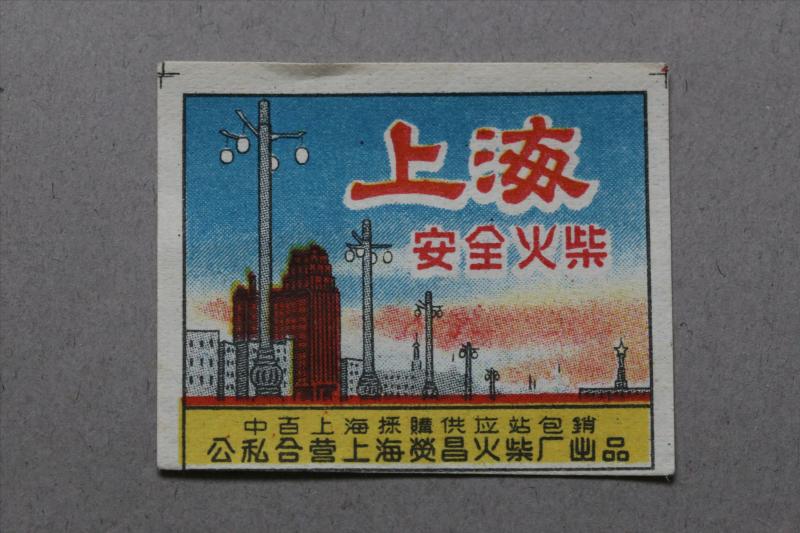 上海
安全火柴
中百上海採購供应站包銷
公私合营上海熒昌火柴厂出品